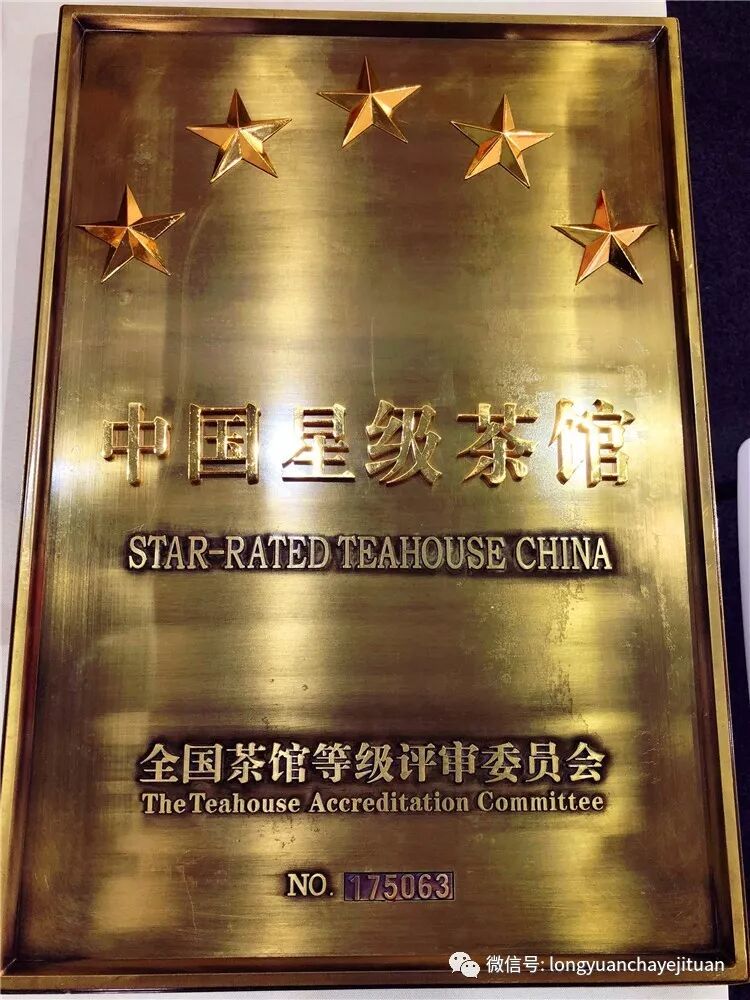 中国星级茶馆
STAR-RATED TEAHOUSE CHINA
全国茶馆等级评审委员会
The Teahouse Accreditation Committee
NO. 175063
微信号: longyuanchayejituan